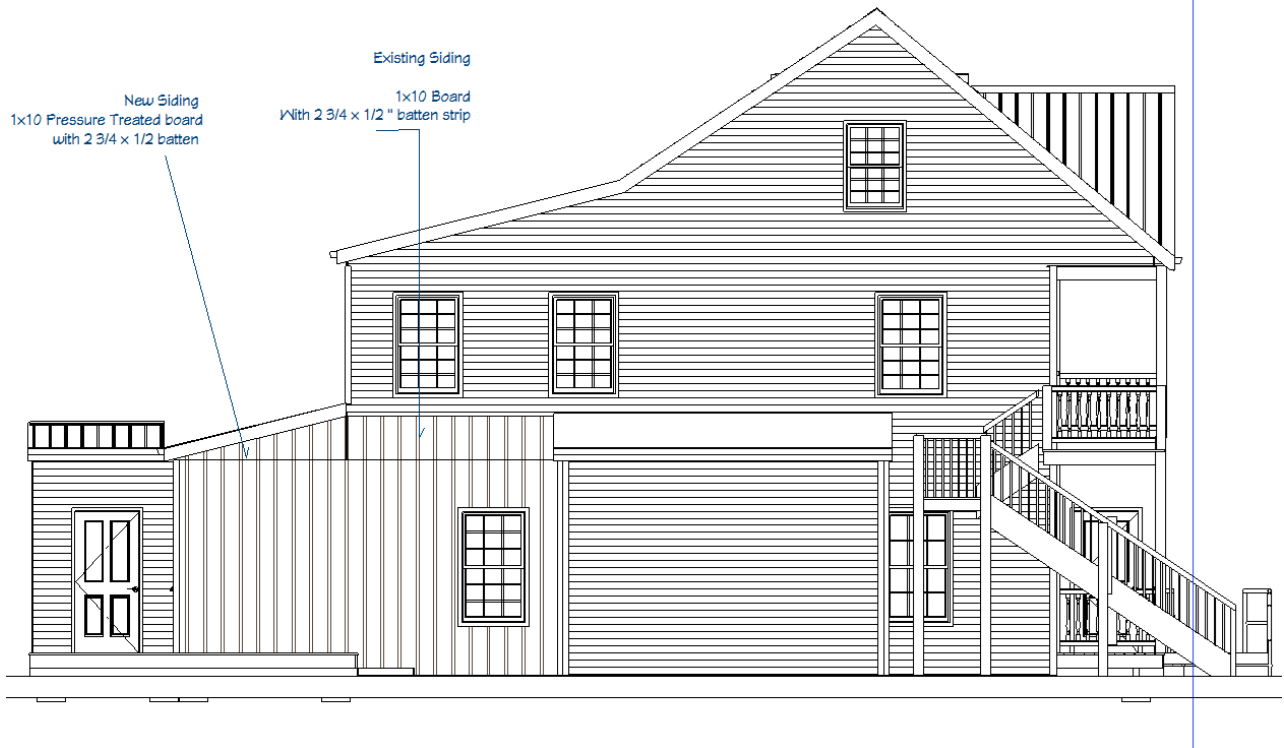 New Siding
1x10 Pressure Treated board
with 2 3/4 x 1/2 batten
Existing Siding
1x10 Board
With 2 3/4 x 1/2 " batten strip